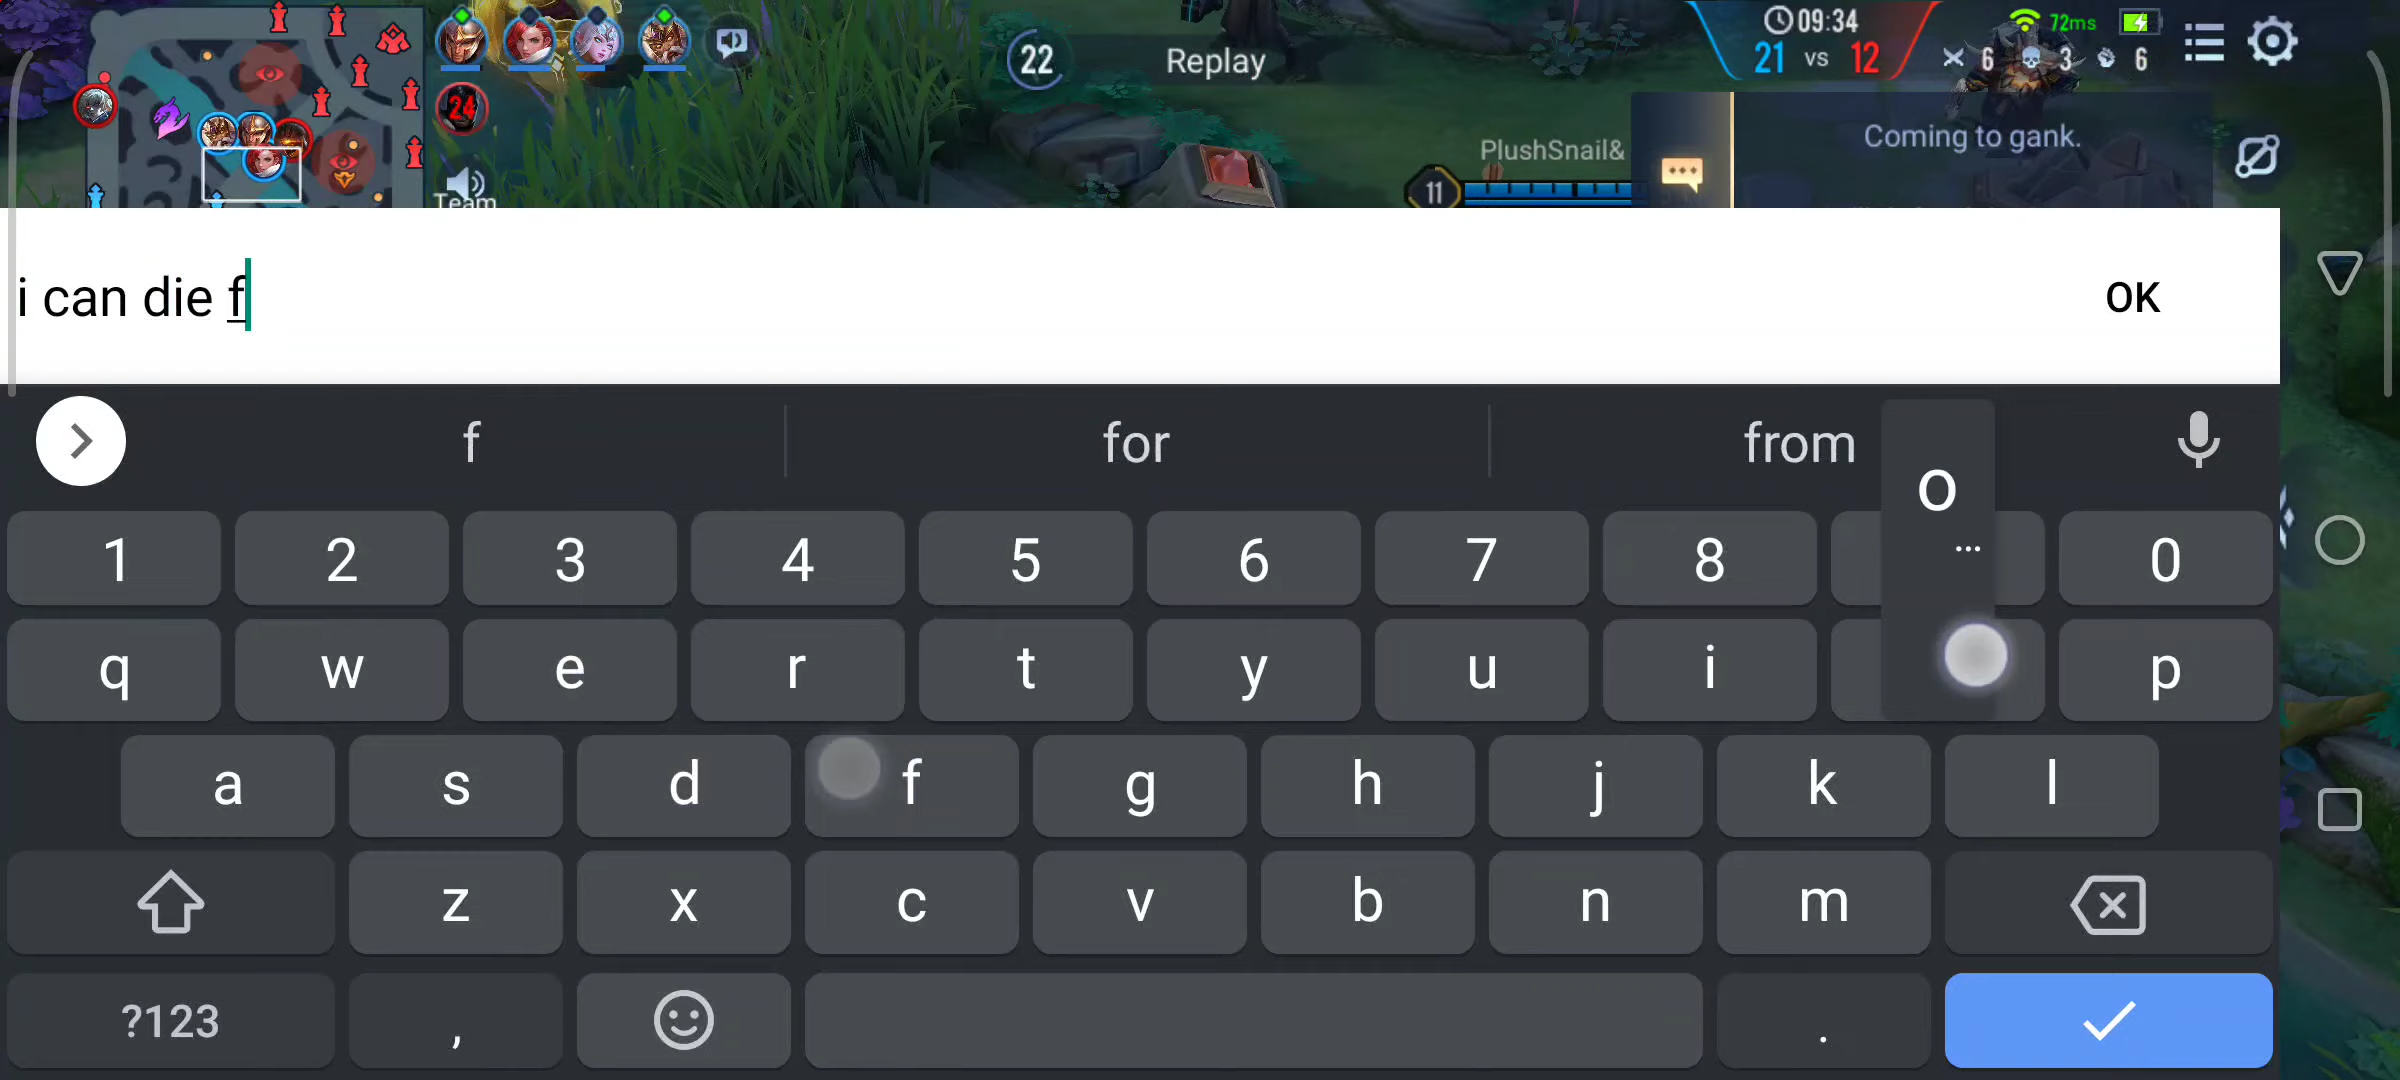 22
Replay
09:34
21 vs 12
72ms
6 3 6
24
Team
PlushSnail&
11
Coming to gank.
i can die f
OK
f for from
o
...
1 2 3 4 5 6 7 8 0
q w e r t y u i p
a s d f g h j k l
z x c v b n m
?123 , .